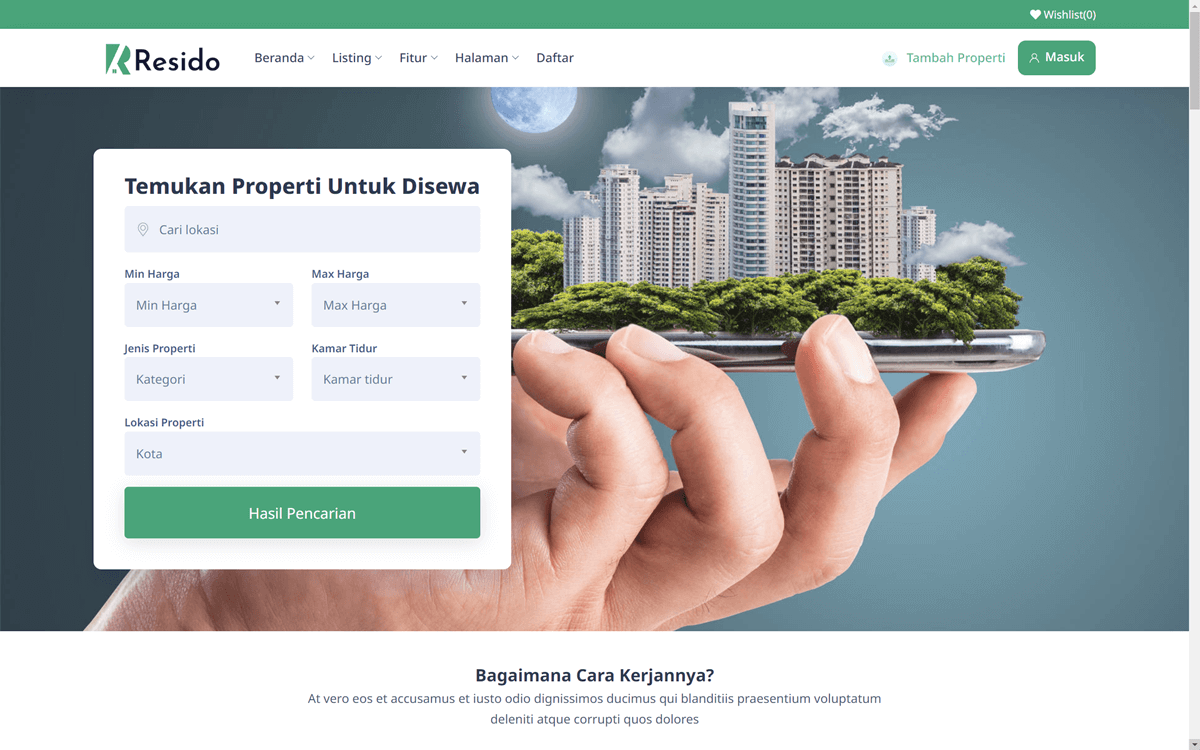 Wishlist(0)
Resido
Beranda
Listing
Fitur
Halaman
Daftar
Tambah Properti
Masuk
Temukan Properti Untuk Disewa
Cari lokasi
Min Harga
Max Harga
Min Harga
Max Harga
Jenis Properti
Kamar Tidur
Kategori
Kamar tidur
Lokasi Properti
Kota
Hasil Pencarian
Bagaimana Cara Kerjannya?
At vero eos et accusamus et iusto odio dignissimos ducimus qui blanditiis praesentium voluptatum
deleniti atque corrupti quos dolores